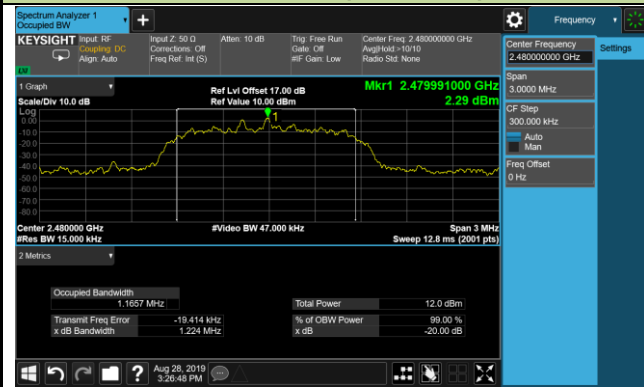 Spectrum Analyzer 1
Occupied BW
Frequency
KEYSIGHT
Input: RF
Coupling: DC
Align: Auto
Input Z: 50 Ω
Corrections: Off
Freq Ref: Int (S)
Atten: 10 dB
Trig: Free Run
Gate: Off
#IF Gain: Low
Center Freq: 2.480000000 GHz
Avg|Hold:>10/10
Radio Std: None
LXI
Center Frequency
2.480000000 GHz
Settings
Span
3.0000 MHz
CF Step
300.000 kHz
Auto
Man
Freq Offset
0 Hz
1 Graph
Scale/Div 10.0 dB
Ref Lvl Offset 17.00 dB
Ref Value 10.00 dBm
Mkr1 2.479991000 GHz
2.29 dBm
Log
0.00
-10.0
-20.0
-30.0
-40.0
-50.0
-60.0
-70.0
-80.0
1
Center 2.480000 GHz
#Res BW 15.000 kHz
#Video BW 47.000 kHz
Span 3 MHz
Sweep 12.8 ms (2001 pts)
2 Metrics
Occupied Bandwidth
1.1657 MHz
Total Power 12.0 dBm
Transmit Freq Error -19.414 kHz
% of OBW Power 99.00 %
x dB Bandwidth 1.224 MHz
x dB -20.00 dB
?
Aug 28, 2019
3:26:48 PM